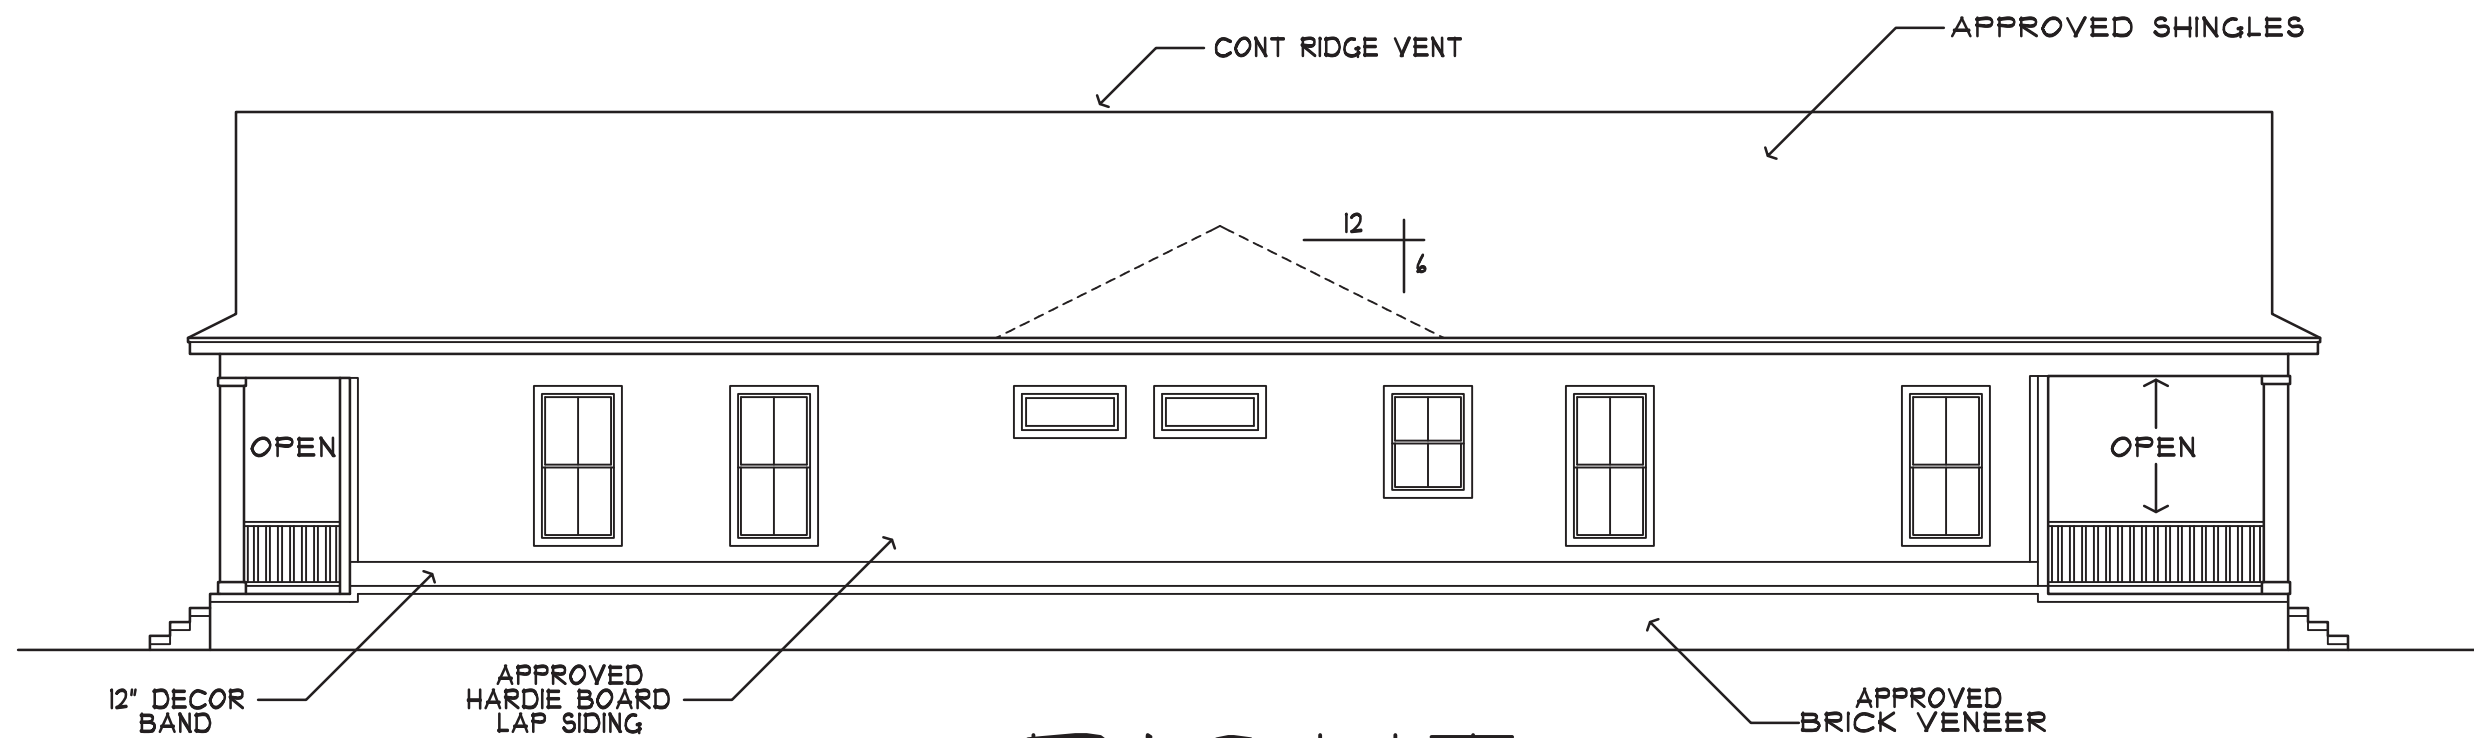 APPROVED SHINGLES
CONT RIDGE VENT
12
6
OPEN
OPEN
12" DECOR
BAND
APPROVED
HARDIE BOARD
LAP SIDING
APPROVED
BRICK VENEER